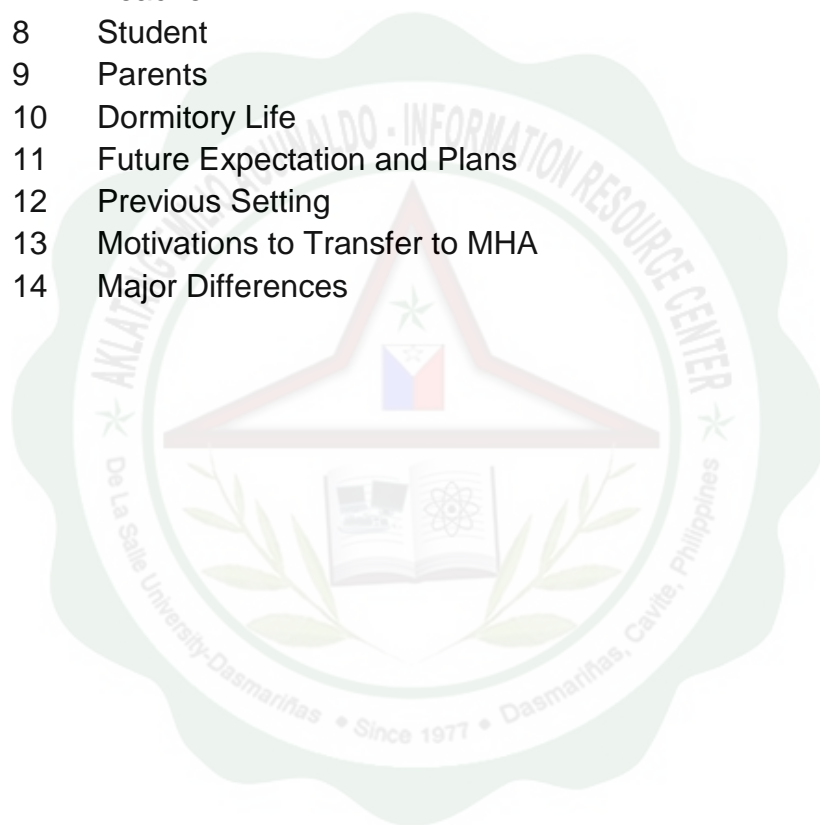 8 Student
9 Parents
10 Dormitory Life
11 Future Expectation and Plans
12 Previous Setting
13 Motivations to Transfer to MHA
14 Major Differences
AKLATANG EMILIO AGUINALDO - INFORMATION RESOURCE CENTER
De La Salle University-Dasmariñas • Since 1977 • Dasmariñas, Cavite, Philippines